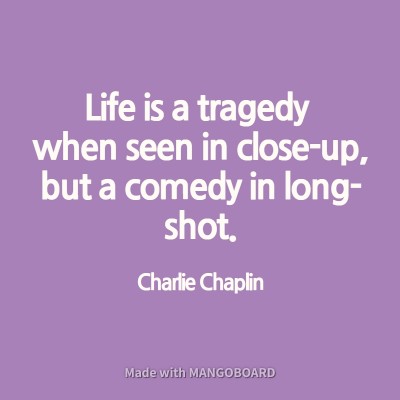 Life is a tragedy
when seen in close-up,
but a comedy in long-
shot.
Charlie Chaplin
Made with MANGOBOARD